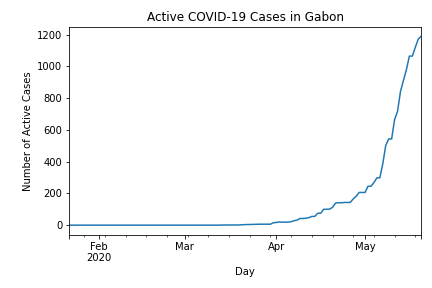 Active COVID-19 Cases in Gabon
1200
1000
800
600
400
200
0
Number of Active Cases
Feb Mar Apr May
2020
Day